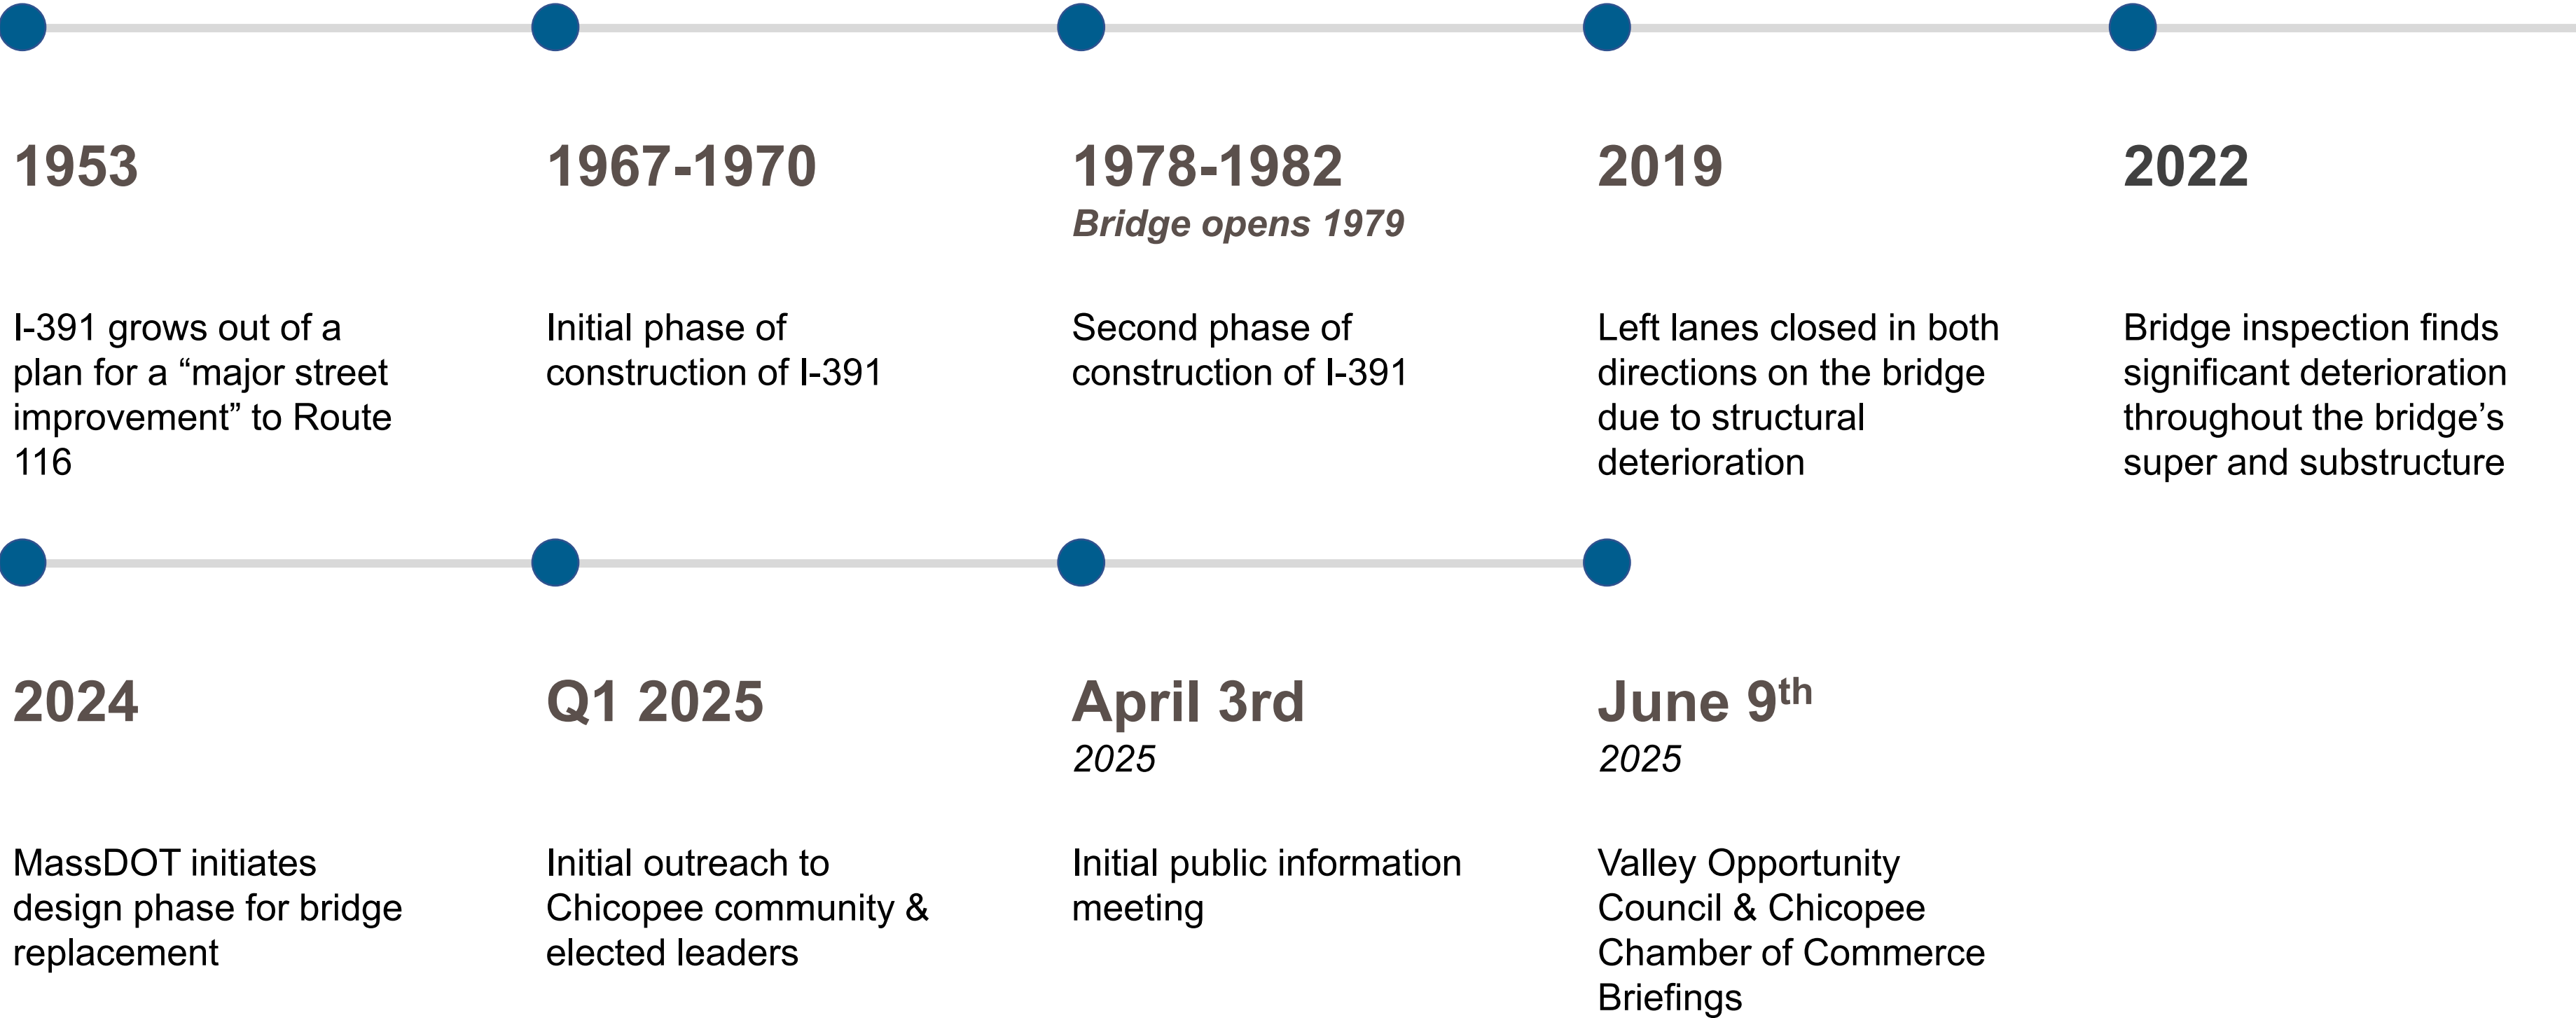 1953
I-391 grows out of a
plan for a “major street
improvement” to Route
116
1967-1970
Initial phase of
construction of I-391
1978-1982
Bridge opens 1979
Second phase of
construction of I-391
2019
Left lanes closed in both
directions on the bridge
due to structural
deterioration
2022
Bridge inspection finds
significant deterioration
throughout the bridge’s
super and substructure
2024
MassDOT initiates
design phase for bridge
replacement
Q1 2025
Initial outreach to
Chicopee community &
elected leaders
April 3rd
2025
Initial public information
meeting
June 9th
2025
Valley Opportunity
Council & Chicopee
Chamber of Commerce
Briefings